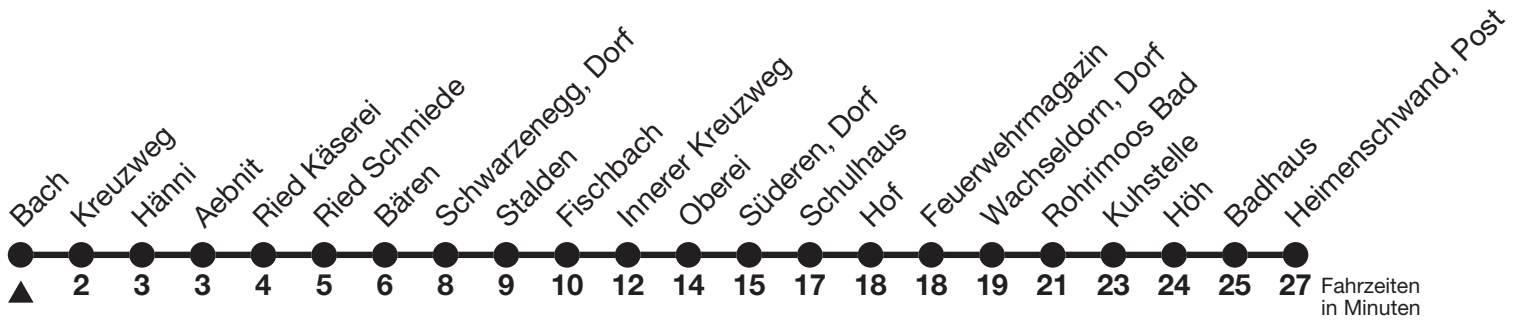 Bach
Kreuzweg
Hänni
Aebnit
Ried Käserei
Ried Schmiede
Bären
Schwarzenegg, Dorf
Stalden
Fischbach
Innerer Kreuzweg
Oberei
Süderen, Dorf
Schulhaus
Hof
Feuerwehrmagazin
Wachseldorn, Dorf
Rohrimoos Bad
Kuhstelle
Höh
Badhaus
Heimenschwand, Post
2 3 3 4 5 6 8 9 10 12 14 15 17 18 18 19 21 23 24 25 27 Fahrzeiten
in Minuten